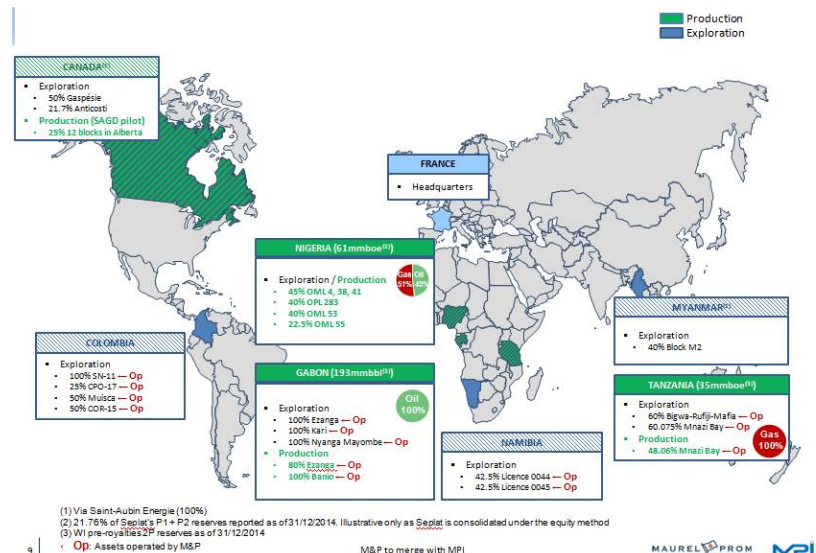 Production
Exploration
CANADA(1)
▪ Exploration
• 50% Gaspésie
• 21.7% Anticosti
▪ Production (SAGD pilot)
• 25% 12 blocks in Alberta
FRANCE
▪ Headquarters
NIGERIA (61mmboe(2))
▪ Exploration / Production
• 45% OML 4, 38, 41
• 40% OPL 283
• 40% OML 53
• 22.5% OML 55
Gas 51%
Oil 49%
COLOMBIA
▪ Exploration
• 100% SN-11 ← Op
• 25% CPO-17 ← Op
• 50% Muisca ← Op
• 50% COR-15 ← Op
GABON (193mmbbl(3))
▪ Exploration
• 100% Ezanga ← Op
• 100% Kari ← Op
• 100% Nyanga Mayombe ← Op
▪ Production
• 80% Ezanga ← Op
• 100% Banio ← Op
Oil
100%
NAMIBIA
▪ Exploration
• 42.5% Licence 0044 ← Op
• 42.5% Licence 0045 ← Op
MYANMAR(1)
▪ Exploration
• 40% Block M2
TANZANIA (35mmboe(3))
▪ Exploration
• 60% Bigwa-Rufiji-Mafia ← Op
• 60.075% Mnazi Bay ← Op
▪ Production
• 48.06% Mnazi Bay ← Op
Gas
100%
(1) Via Saint-Aubin Energie (100%)
(2) 21.76% of Seplat's P1 + P2 reserves reported as of 31/12/2014. Illustrative only as Seplat is consolidated under the equity method
(3) WI pre-royalties 2P reserves as of 31/12/2014
← Op: Assets operated by M&P
9
M&P to merge with MPI
MAUREL PROM
MPI